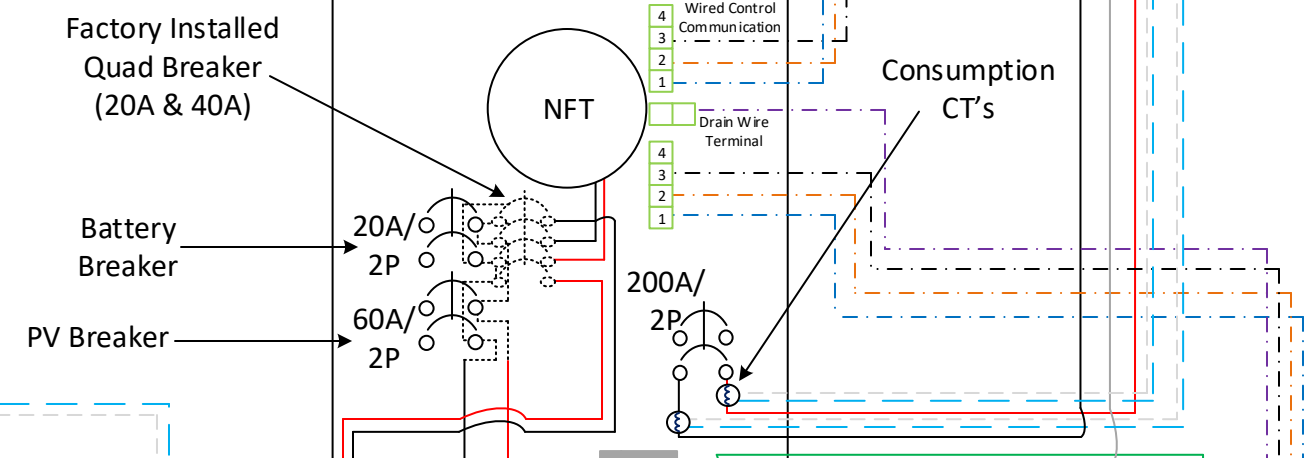 Factory Installed
Quad Breaker
(20A & 40A)
NFT
4
3
2
1
Wired Control
Communication
Drain Wire
Terminal
4
3
2
1
Consumption
CT's
Battery
Breaker
20A/
2P
PV Breaker
60A/
2P
200A/
2P